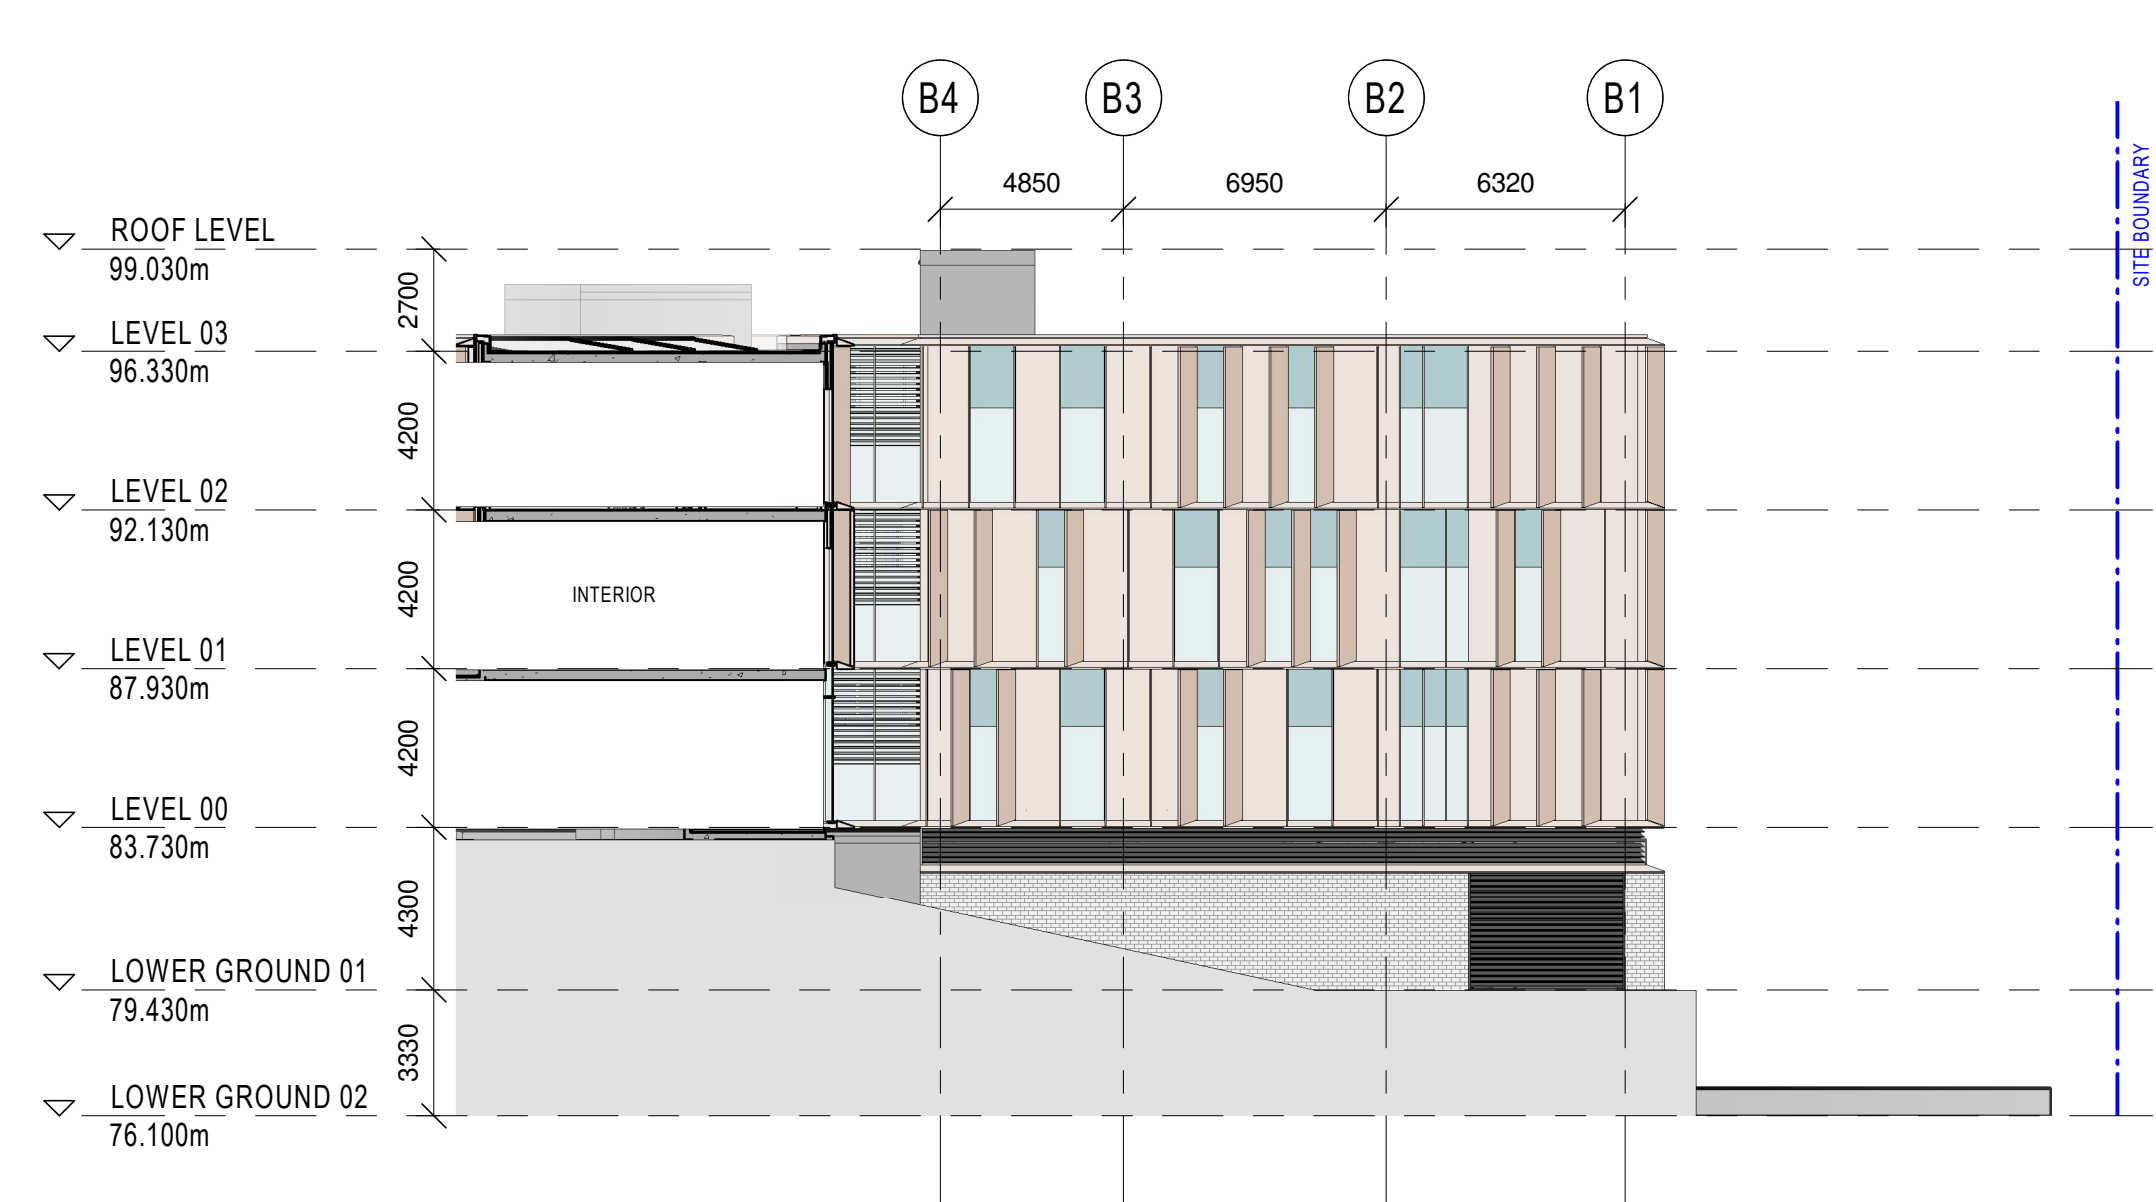 B4
B3
B2
B1
4850
6950
6320
SITE BOUNDARY
ROOF LEVEL
99.030m
2700
LEVEL 03
96.330m
4200
LEVEL 02
92.130m
4200
INTERIOR
LEVEL 01
87.930m
4200
LEVEL 00
83.730m
4300
LOWER GROUND 01
79.430m
3330
LOWER GROUND 02
76.100m